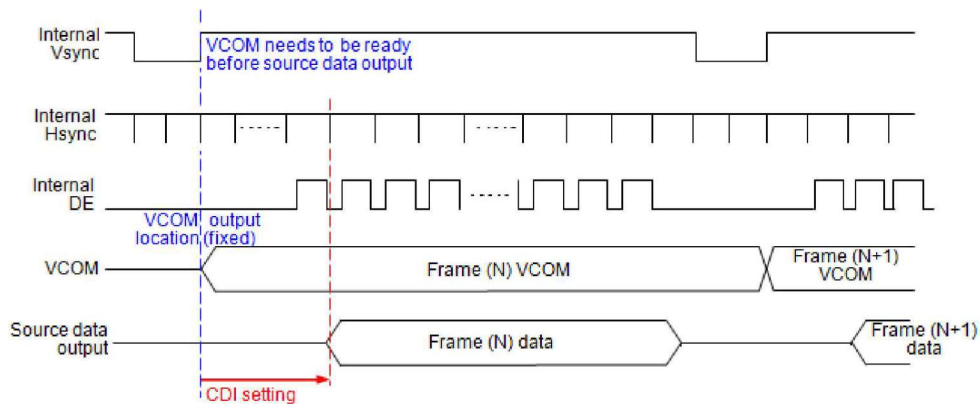 Internal
Vsync
VCOM needs to be ready
before source data output
Internal
Hsync
Internal
DE
VCOM output
location (fixed)
VCOM
Frame (N) VCOM
Frame (N+1)
VCOM
Source data
output
Frame (N) data
Frame (N+1)
data
CDI setting